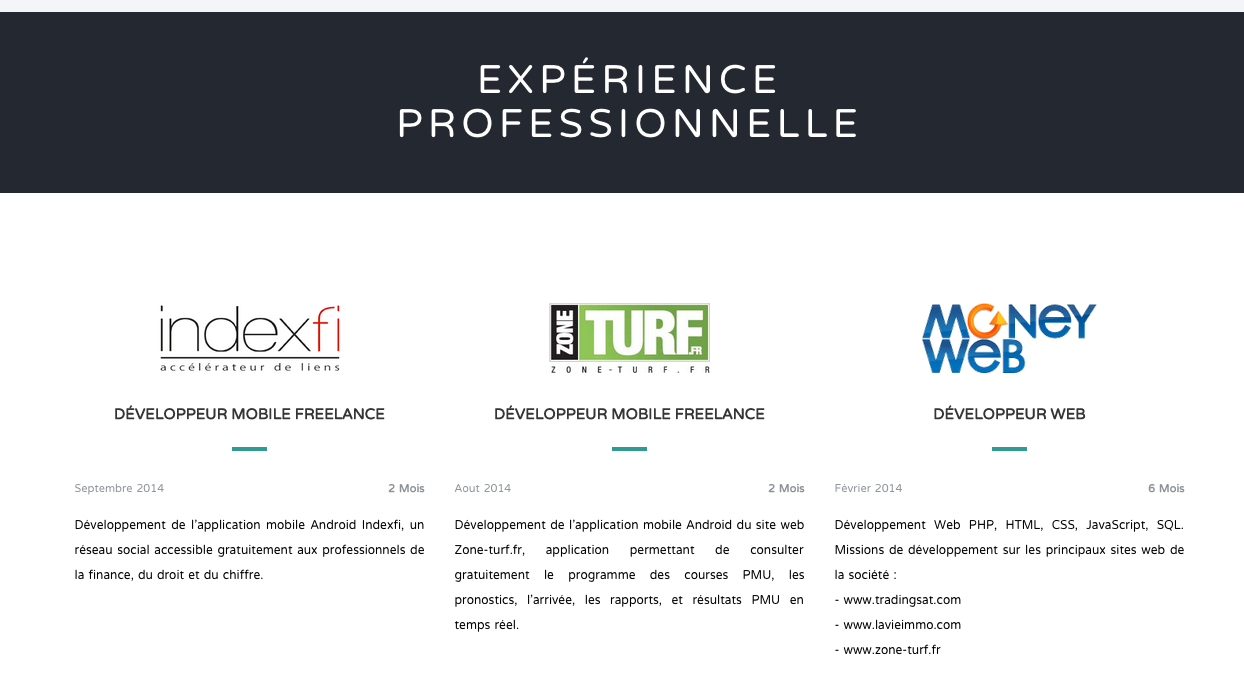 EXPÉRIENCE
PROFESSIONNELLE
indexfi
accélérateur de liens
ZONE TURF.FR
ZONE-TURF.FR
MONEY
WEB
DÉVELOPPEUR MOBILE FREELANCE
Septembre 2014 2 Mois
Développement de l'application mobile Android Indexfi, un
réseau social accessible gratuitement aux professionnels de
la finance, du droit et du chiffre.
DÉVELOPPEUR MOBILE FREELANCE
Aout 2014 2 Mois
Développement de l'application mobile Android du site web
Zone-turf.fr, application permettant de consulter
gratuitement le programme des courses PMU, les
pronostics, l'arrivée, les rapports, et résultats PMU en
temps réel.
DÉVELOPPEUR WEB
Février 2014 6 Mois
Développement Web PHP, HTML, CSS, JavaScript, SQL.
Missions de développement sur les principaux sites web de
la société :
- www.tradingsat.com
- www.lavieimmo.com
- www.zone-turf.fr